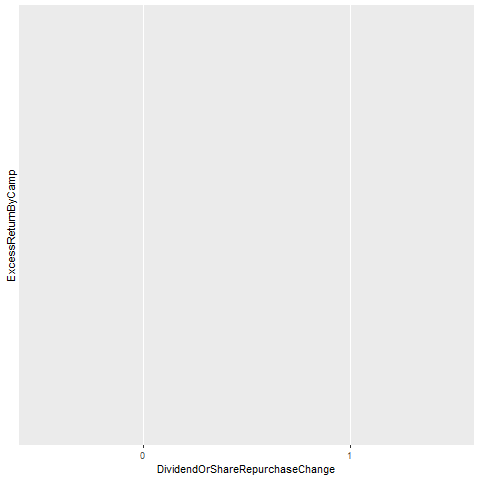 ExcessReturnByCamp
0 1
DividendOrShareRepurchaseChange